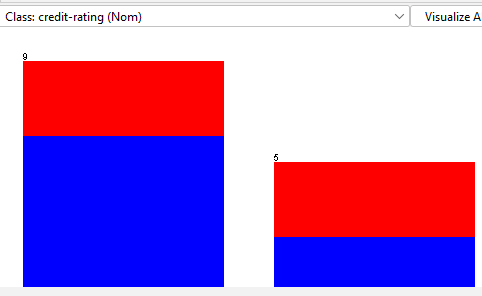 Class: credit-rating (Nom)
Visualize A
9
5